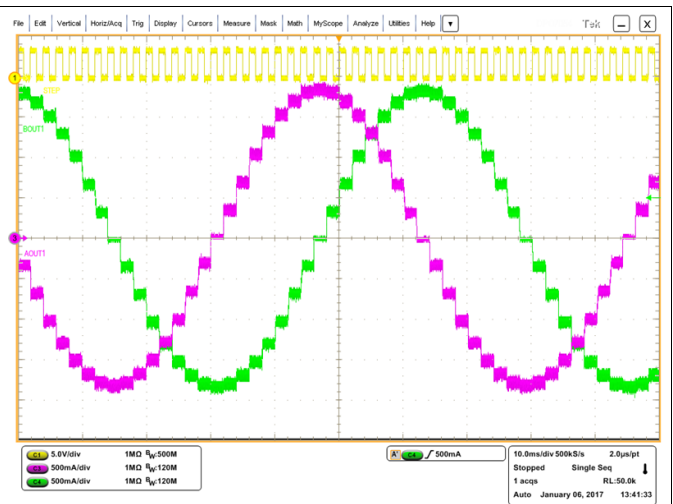 File Edit Vertical Horiz/Acq Trig Display Cursors Measure Mask Math MyScope Analyze Utilities Help Tek X
1
STEP
BOUT1
3
AOUT1
C1 5.0V/div 1MΩ BW:500M
C3 500mA/div 1MΩ BW:120M
C4 500mA/div 1MΩ BW:120M
A' C4 500mA
10.0ms/div 500kS/s 2.0µs/pt
Stopped Single Seq
1 acqs RL:50.0k
Auto January 06, 2017 13:41:33